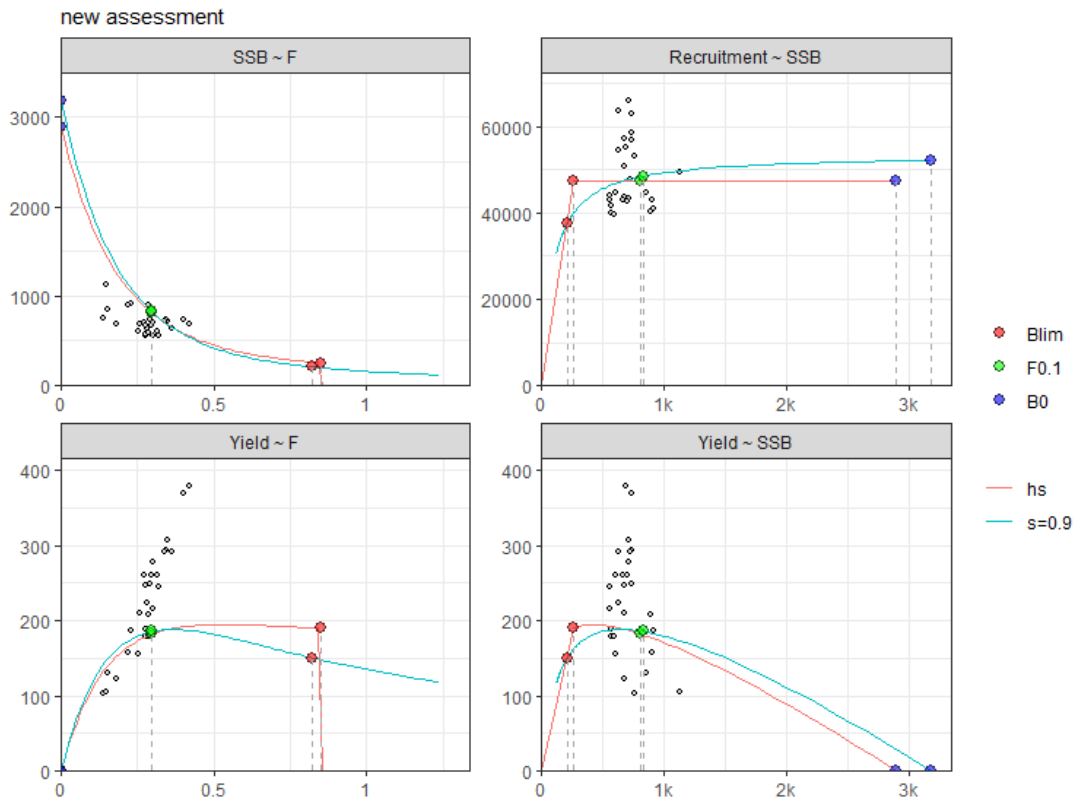 new assessment
SSB ~ F
Recruitment ~ SSB
3000
2000
1000
0
0 0.5 1
60000
40000
20000
0
0 1k 2k 3k
Yield ~ F
Yield ~ SSB
400
300
200
100
0
0 0.5 1
400
300
200
100
0
0 1k 2k 3k
Blim
F0.1
B0
hs
s=0.9